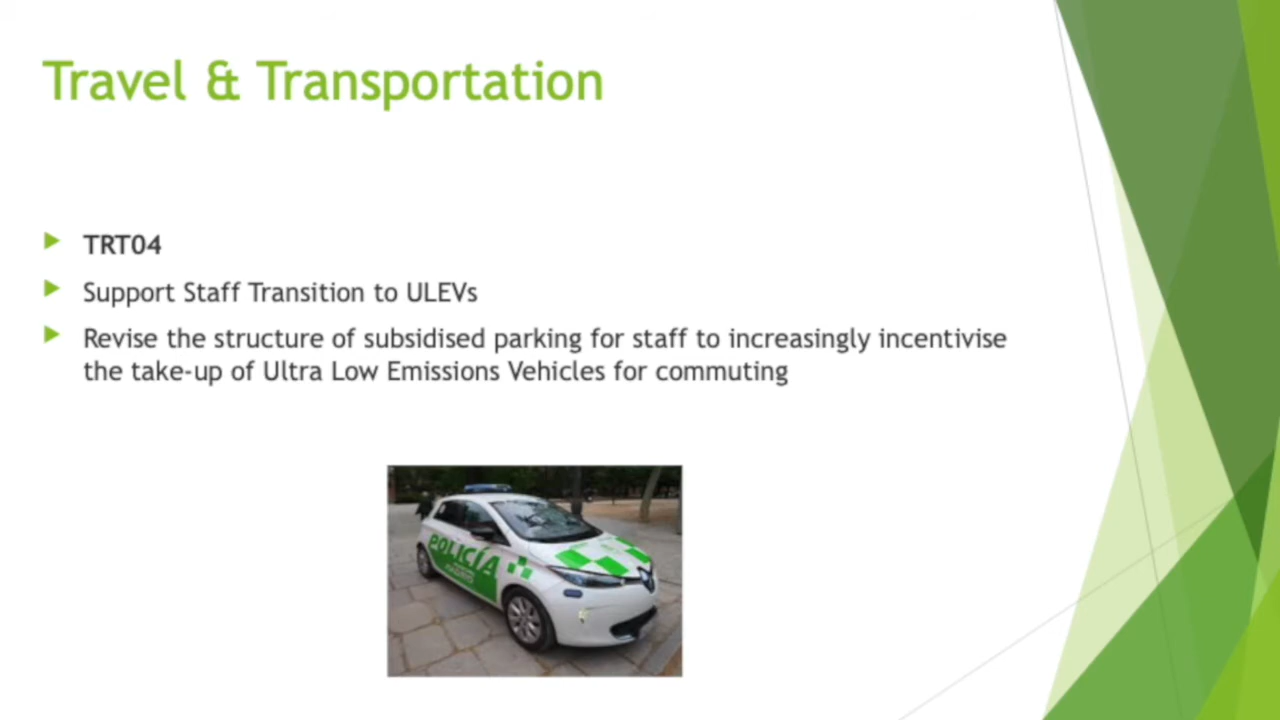 Travel & Transportation
TRT04
Support Staff Transition to ULEVs
Revise the structure of subsidised parking for staff to increasingly incentivise
the take-up of Ultra Low Emissions Vehicles for commuting
POLICÍA
MADRID